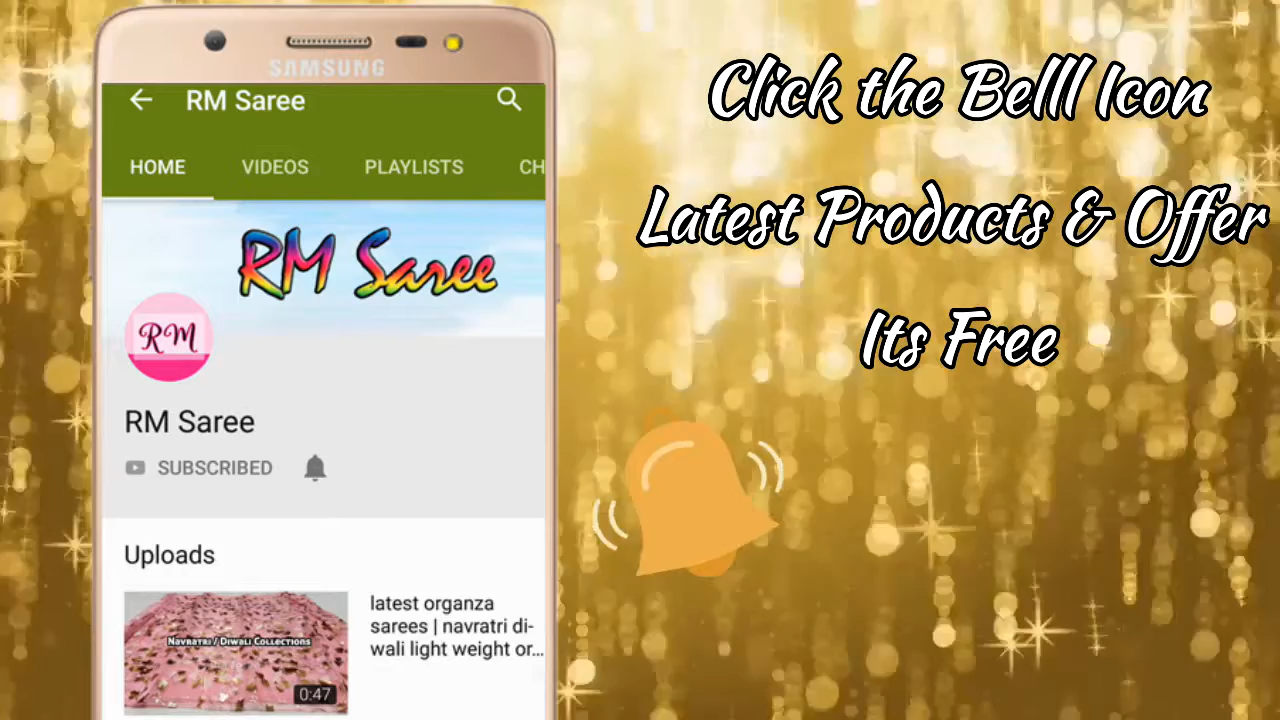 SAMSUNG
RM Saree
HOME VIDEOS PLAYLISTS CH
RM Saree
RM
RM Saree
SUBSCRIBED
Uploads
NAVRATRI / DIWALI COLLECTIONS
0:47
latest organza
sarees | navratri di-
wali light weight or...
Click the Belll Icon
Latest Products & Offer
Its Free